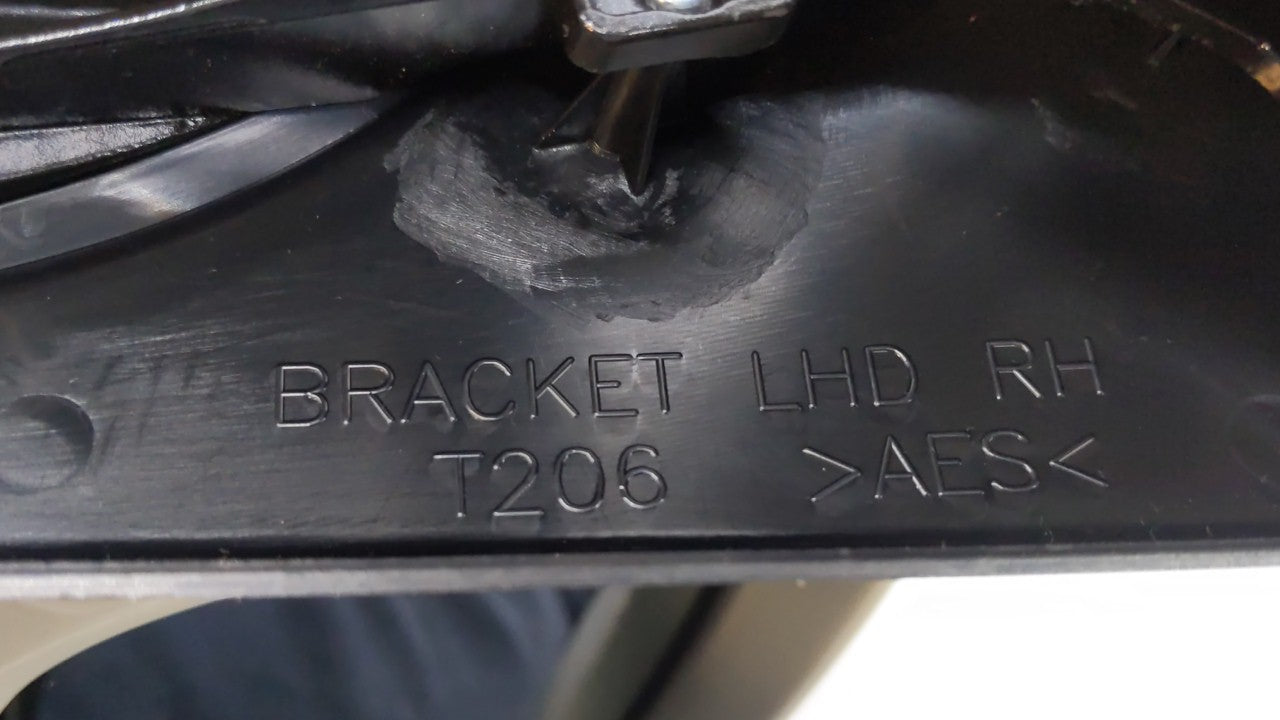 BRACKET LHD RH
T206 >AES<